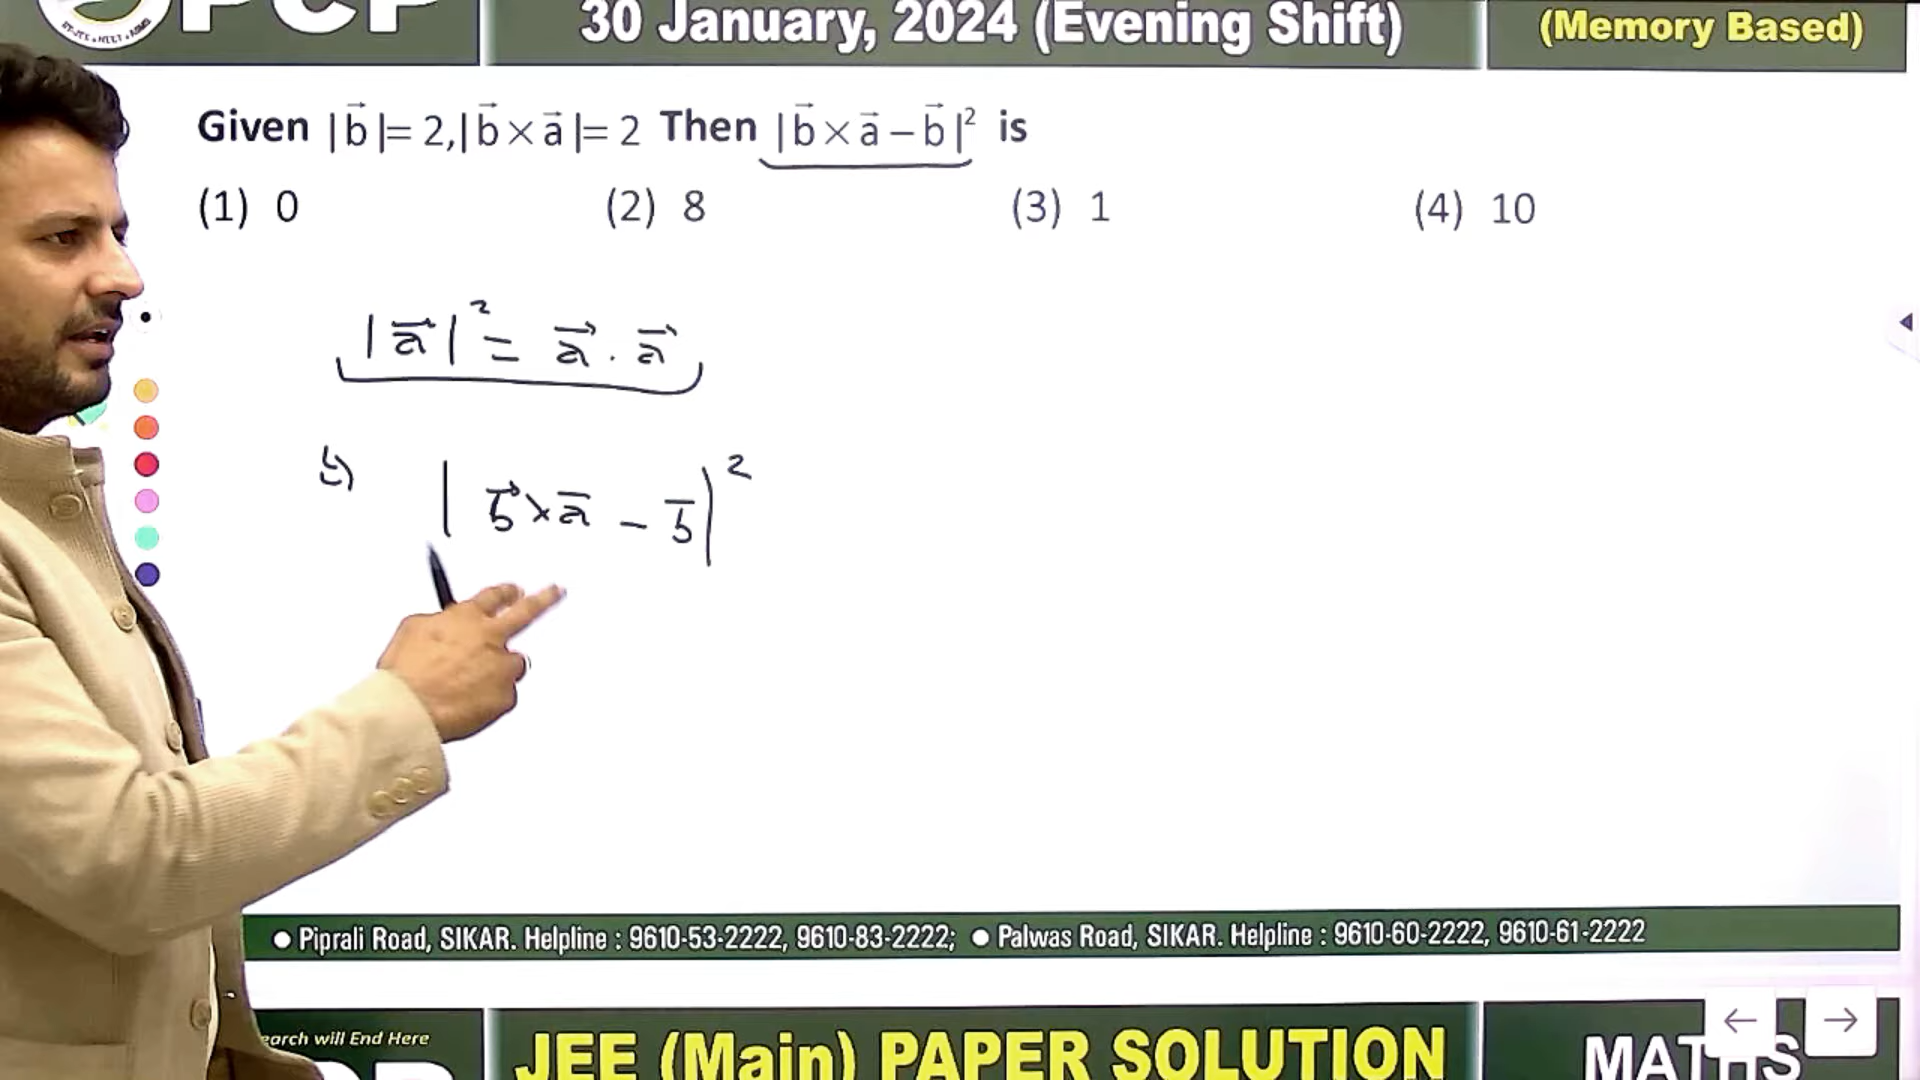 PCP
30 January, 2024 (Evening Shift)
(Memory Based)
Given |b⃗|= 2,|b⃗×a⃗|= 2 Then |b⃗×a⃗−b⃗|² is
(1) 0
(2) 8
(3) 1
(4) 10
|a⃗|² = a⃗ . a⃗
|b⃗×a̅ − b̅|²
● Piprali Road, SIKAR. Helpline : 9610-53-2222, 9610-83-2222; ● Palwas Road, SIKAR. Helpline : 9610-60-2222, 9610-61-2222
will End Here
JEE (Main) PAPER SOLUTION
MATHS